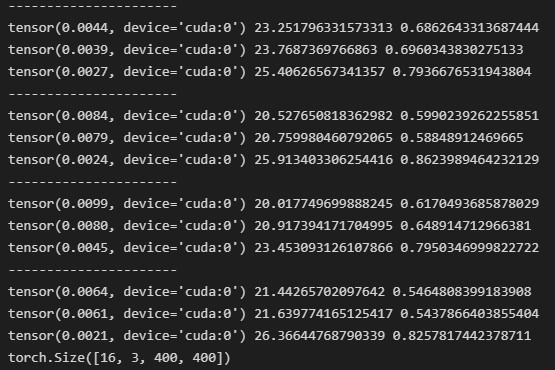 ----------------------
tensor(0.0044, device='cuda:0') 23.251796331573313 0.6862643313687444
tensor(0.0039, device='cuda:0') 23.7687369766863 0.6960343830275133
tensor(0.0027, device='cuda:0') 25.40626567341357 0.7936676531943804
----------------------
tensor(0.0084, device='cuda:0') 20.527650818362982 0.5990239262255851
tensor(0.0079, device='cuda:0') 20.759980460792065 0.58848912469665
tensor(0.0024, device='cuda:0') 25.913403306254416 0.8623989464232129
----------------------
tensor(0.0099, device='cuda:0') 20.017749699888245 0.6170493685878029
tensor(0.0080, device='cuda:0') 20.917394171704995 0.648914712966381
tensor(0.0045, device='cuda:0') 23.453093126107866 0.7950346999822722
----------------------
tensor(0.0064, device='cuda:0') 21.44265702097642 0.5464808399183908
tensor(0.0061, device='cuda:0') 21.639774165125417 0.5437866403855404
tensor(0.0021, device='cuda:0') 26.36644768790339 0.8257817442378711
torch.Size([16, 3, 400, 400])